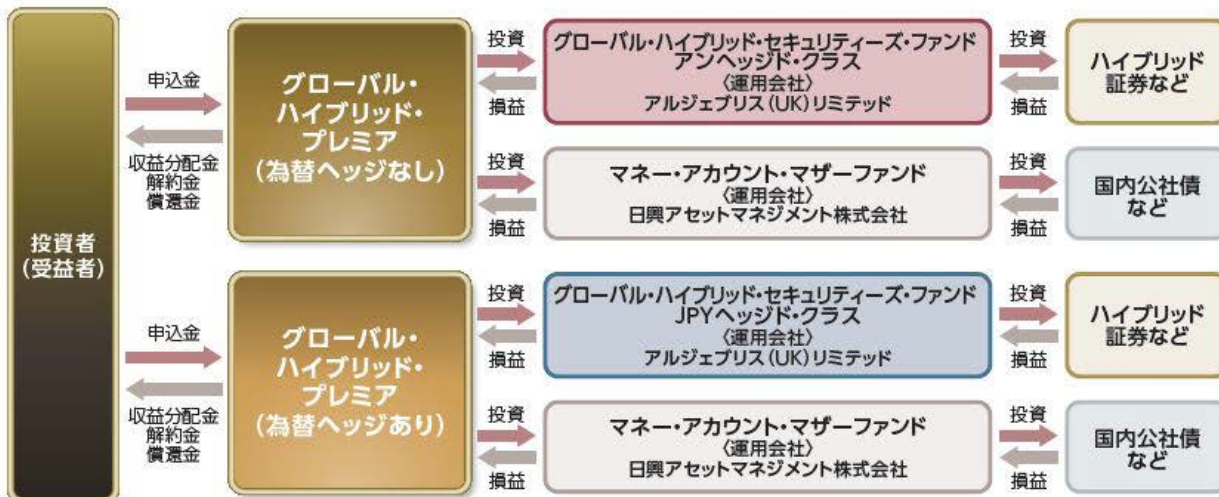 投資者
(受益者)
申込金
収益分配金
解約金
償還金
グローバル・
ハイブリッド・
プレミア
(為替ヘッジなし)
投資
損益
グローバル・ハイブリッド・セキュリティーズ・ファンド
アンヘッジド・クラス
〈運用会社〉
アルジェブリス(UK)リミテッド
投資
損益
ハイブリッド
証券など
投資
損益
マネー・アカウント・マザーファンド
〈運用会社〉
日興アセットマネジメント株式会社
投資
損益
国内公社債
など
申込金
収益分配金
解約金
償還金
グローバル・
ハイブリッド・
プレミア
(為替ヘッジあり)
投資
損益
グローバル・ハイブリッド・セキュリティーズ・ファンド
JPYヘッジド・クラス
〈運用会社〉
アルジェブリス(UK)リミテッド
投資
損益
ハイブリッド
証券など
投資
損益
マネー・アカウント・マザーファンド
〈運用会社〉
日興アセットマネジメント株式会社
投資
損益
国内公社債
など